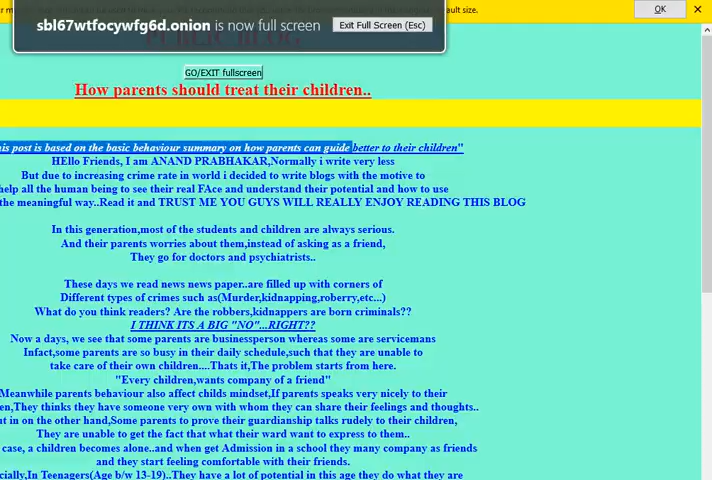 ault size.
OK
sbl67wtfocywfg6d.onion is now full screen
Exit Full Screen (Esc)
GO/EXIT fullscreen
How parents should treat their children..
his post is based on the basic behaviour summary on how parents can guide better to their children"
HEllo Friends, I am ANAND PRABHAKAR,Normally i write very less
But due to increasing crime rate in world i decided to write blogs with the motive to
help all the human being to see their real FAce and understand their potential and how to use
the meaningful way..Read it and TRUST ME YOU GUYS WILL REALLY ENJOY READING THIS BLOG
In this generation,most of the students and children are always serious.
And their parents worries about them,instead of asking as a friend,
They go for doctors and psychiatrists..
These days we read news news paper..are filled up with corners of
Different types of crimes such as(Murder,kidnapping,roberry,etc...)
What do you think readers? Are the robbers,kidnappers are born criminals??
I THINK ITS A BIG "NO"...RIGHT??
Now a days, we see that some parents are businessperson whereas some are servicemans
Infact,some parents are so busy in their daily schedule,such that they are unable to
take care of their own children....Thats it,The problem starts from here.
"Every children,wants company of a friend"
Meanwhile parents behaviour also affect childs mindset,If parents speaks very nicely to their
en,They thinks they have someone very own with whom they can share their feelings and thoughts..
ut in on the other hand,Some parents to prove their guardianship talks rudely to their children,
They are unable to get the fact that what their ward want to express to them..
case, a children becomes alone..and when get Admission in a school they many company as friends
and they start feeling comfortable with their friends.
cially,In Teenagers(Age b/w 13-19)..They have a lot of potential in this age they do what they are